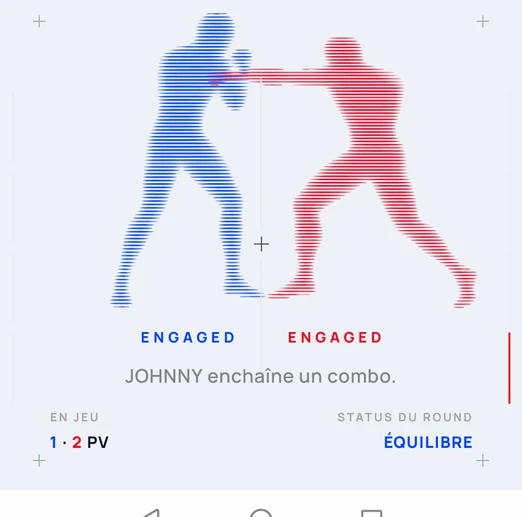 ENGAGED ENGAGED
JOHNNY enchaîne un combo.
EN JEU STATUS DU ROUND
1 · 2 PV ÉQUILIBRE